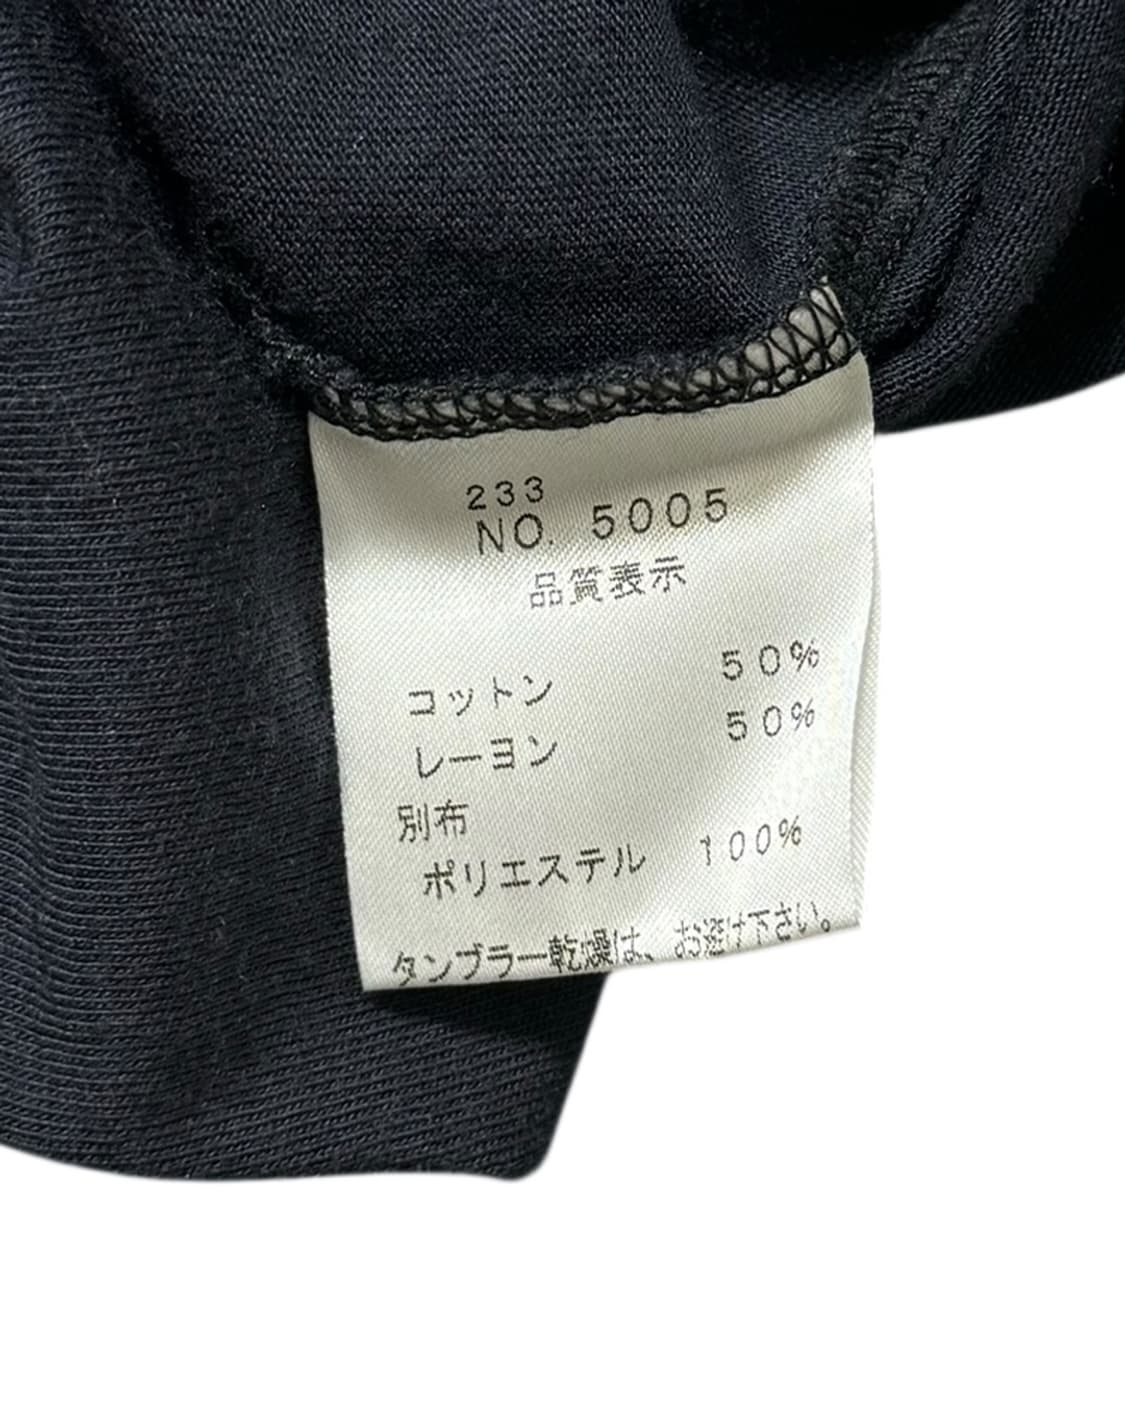 233
NO. 5005
品質表示
コットン 50%
レーヨン 50%
別布
ポリエステル 100%
タンブラー乾燥は、お避け下さい。